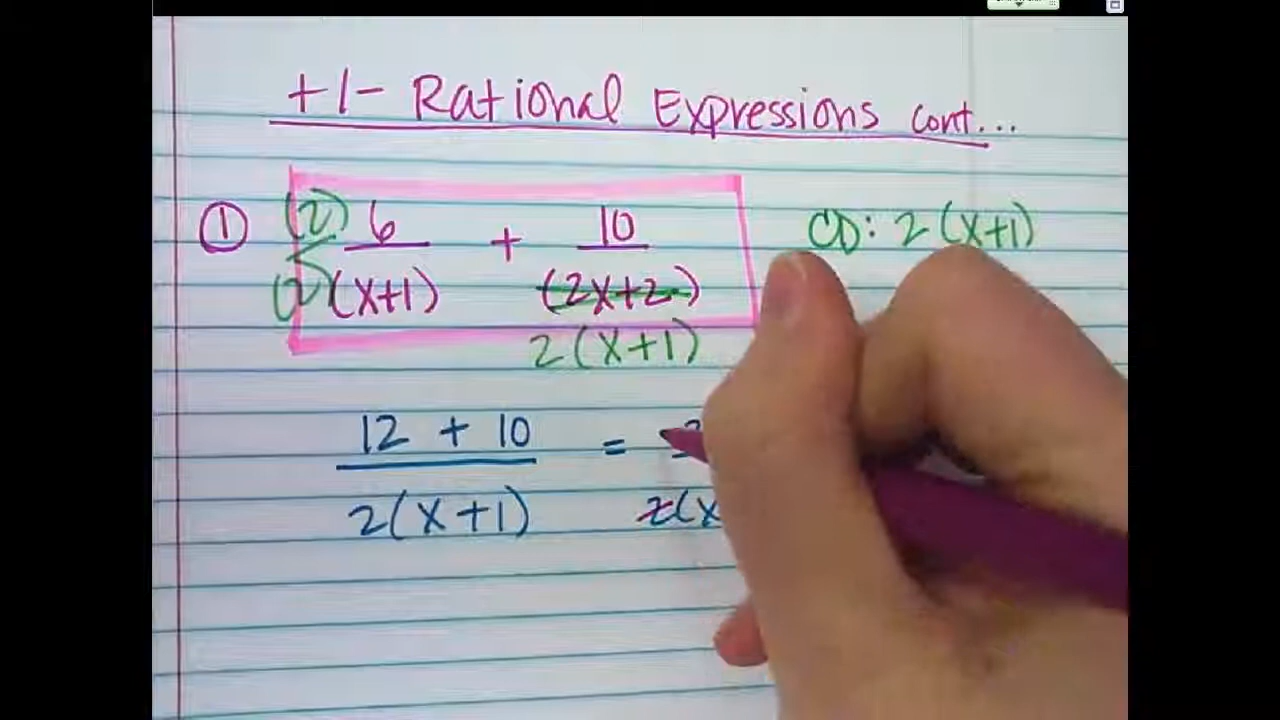 +/- Rational Expressions cont...
① (2) 6 + 10 CD: 2(x+1)
(2)(x+1) (2x+2)
2(x+1)
12 + 10 =
2(x+1) 2(x